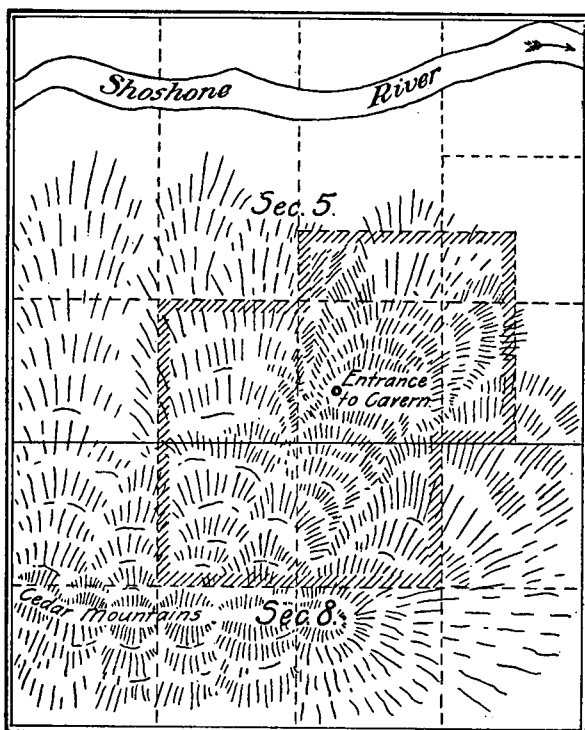 Shoshone River
Sec. 5.
Entrance
to Cavern
Cedar Mountains
Sec. 8.